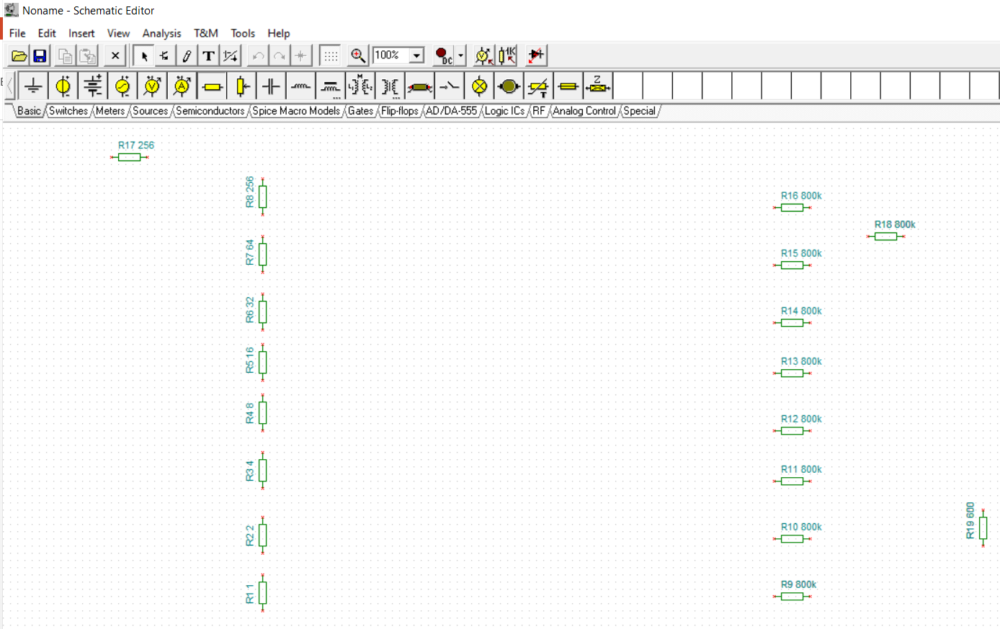 Noname - Schematic Editor
File Edit Insert View Analysis T&M Tools Help
T 100% DC 1K
M Z
Basic Switches Meters Sources Semiconductors Spice Macro Models Gates Flip-flops AD/DA-555 Logic ICs RF Analog Control Special
R17 256
R8 256
R16 800k
R18 800k
R7 64
R15 800k
R6 32
R14 800k
R5 16
R13 800k
R4 8
R12 800k
R3 4
R11 800k
R19 600
R2 2
R10 800k
R1 1
R9 800k